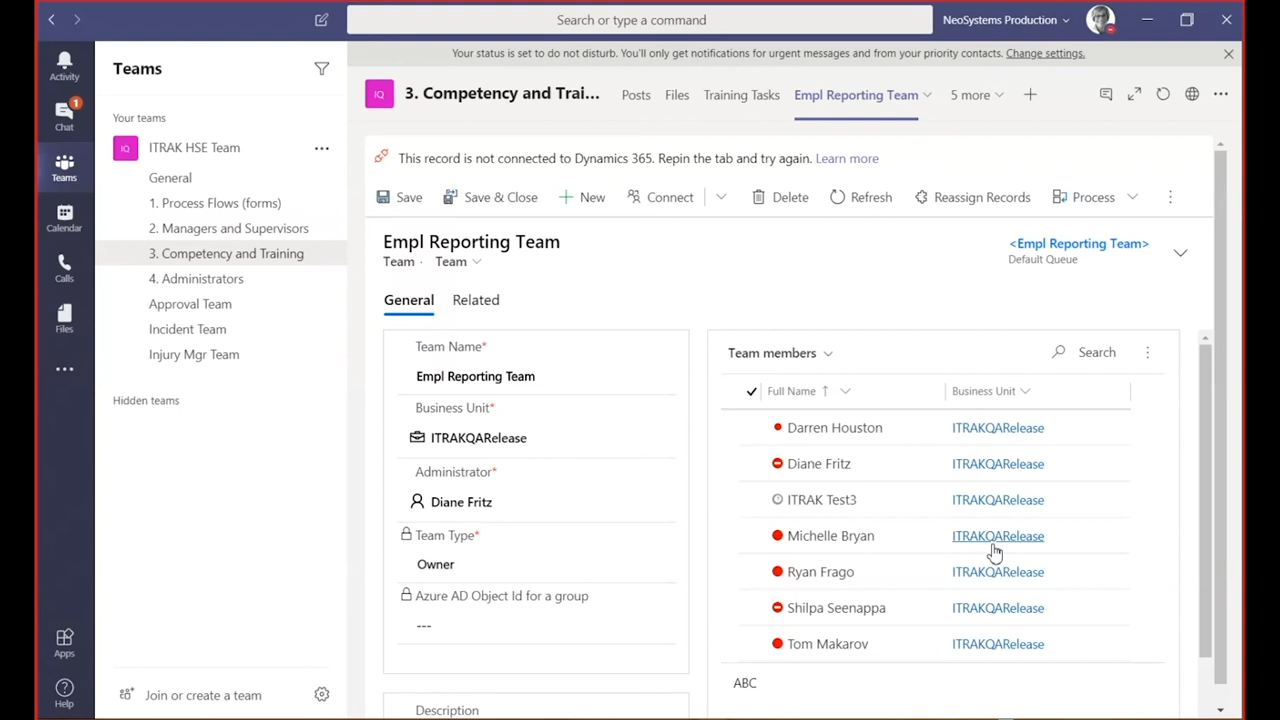 Search or type a command
NeoSystems Production
Your status is set to do not disturb. You'll only get notifications for urgent messages and from your priority contacts. Change settings.
Activity
Chat
1
Teams
Calendar
Calls
Files
Apps
Help
Teams
Your teams
IQ ITRAK HSE Team
General
1. Process Flows (forms)
2. Managers and Supervisors
3. Competency and Training
4. Administrators
Approval Team
Incident Team
Injury Mgr Team
Hidden teams
Join or create a team
IQ 3. Competency and Trai... Posts Files Training Tasks Empl Reporting Team 5 more
This record is not connected to Dynamics 365. Repin the tab and try again. Learn more
Save Save & Close New Connect Delete Refresh Reassign Records Process
Empl Reporting Team
Team · Team
<Empl Reporting Team>
Default Queue
General Related
Team Name*
Empl Reporting Team
Business Unit*
ITRAKQARelease
Administrator*
Diane Fritz
Team Type*
Owner
Azure AD Object Id for a group
---
Description
Team members Search
Full Name ↑ Business Unit
Darren Houston ITRAKQARelease
Diane Fritz ITRAKQARelease
ITRAK Test3 ITRAKQARelease
Michelle Bryan ITRAKQARelease
Ryan Frago ITRAKQARelease
Shilpa Seenappa ITRAKQARelease
Tom Makarov ITRAKQARelease
ABC